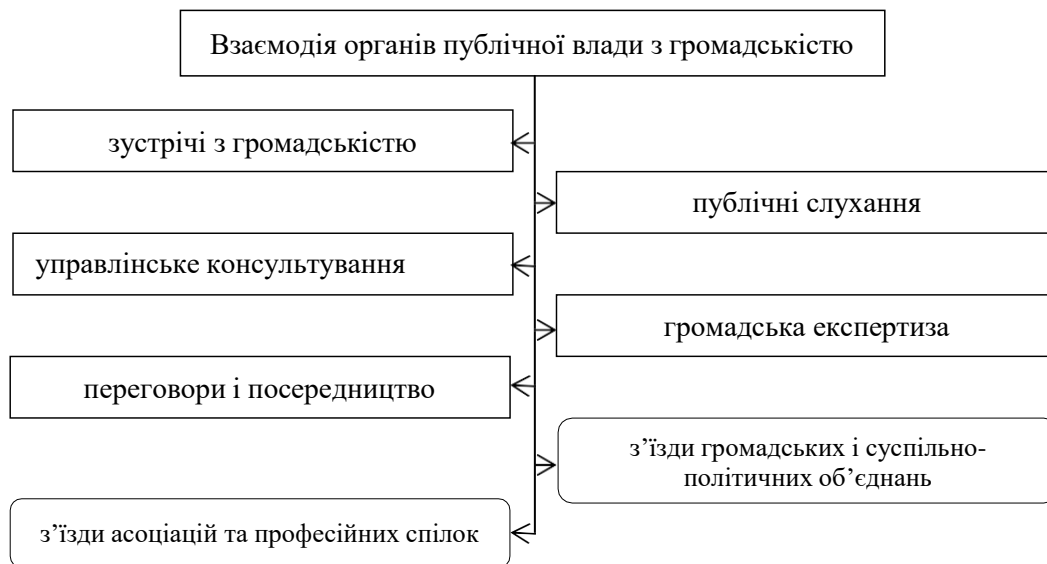 Взаємодія органів публічної влади з громадськістю
зустрічі з громадськістю
публічні слухання
управлінське консультування
громадська експертиза
переговори і посередництво
з’їзди громадських і суспільно-
політичних об’єднань
з’їзди асоціацій та професійних спілок